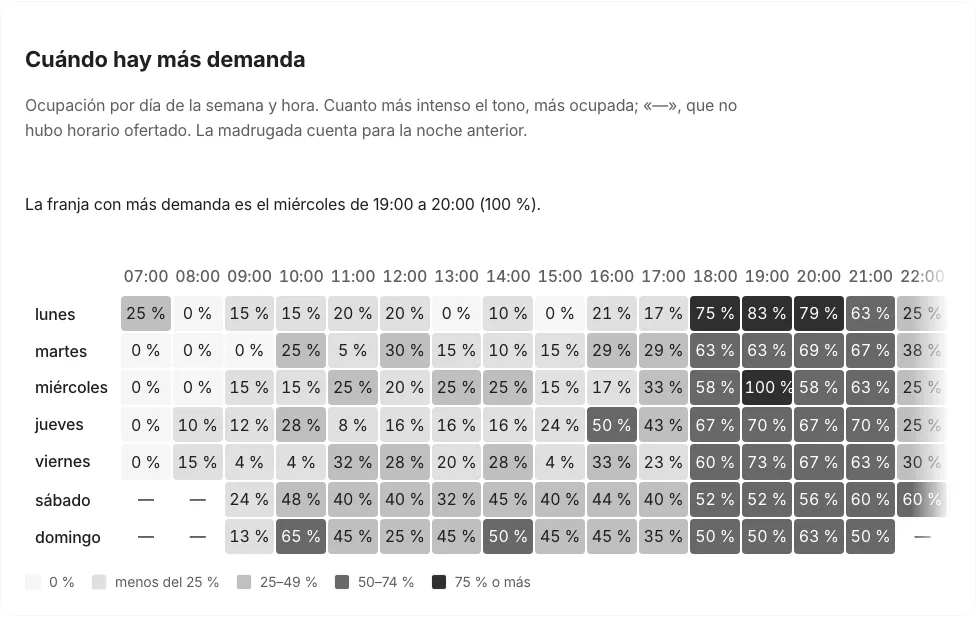 Cuándo hay más demanda
Ocupación por día de la semana y hora. Cuanto más intenso el tono, más ocupada; «—», que no
hubo horario ofertado. La madrugada cuenta para la noche anterior.
La franja con más demanda es el miércoles de 19:00 a 20:00 (100 %).
07:00 08:00 09:00 10:00 11:00 12:00 13:00 14:00 15:00 16:00 17:00 18:00 19:00 20:00 21:00 22:00
lunes 25 % 0 % 15 % 15 % 20 % 20 % 0 % 10 % 0 % 21 % 17 % 75 % 83 % 79 % 63 % 25 %
martes 0 % 0 % 0 % 25 % 5 % 30 % 15 % 10 % 15 % 29 % 29 % 63 % 63 % 69 % 67 % 38 %
miércoles 0 % 0 % 15 % 15 % 25 % 20 % 25 % 25 % 15 % 17 % 33 % 58 % 100 % 58 % 63 % 25 %
jueves 0 % 10 % 12 % 28 % 8 % 16 % 16 % 16 % 24 % 50 % 43 % 67 % 70 % 67 % 70 % 25 %
viernes 0 % 15 % 4 % 4 % 32 % 28 % 20 % 28 % 4 % 33 % 23 % 60 % 73 % 67 % 63 % 30 %
sábado — — 24 % 48 % 40 % 40 % 32 % 45 % 40 % 44 % 40 % 52 % 52 % 56 % 60 % 60 %
domingo — — 13 % 65 % 45 % 25 % 45 % 50 % 45 % 45 % 35 % 50 % 50 % 63 % 50 % —
0 % menos del 25 % 25–49 % 50–74 % 75 % o más